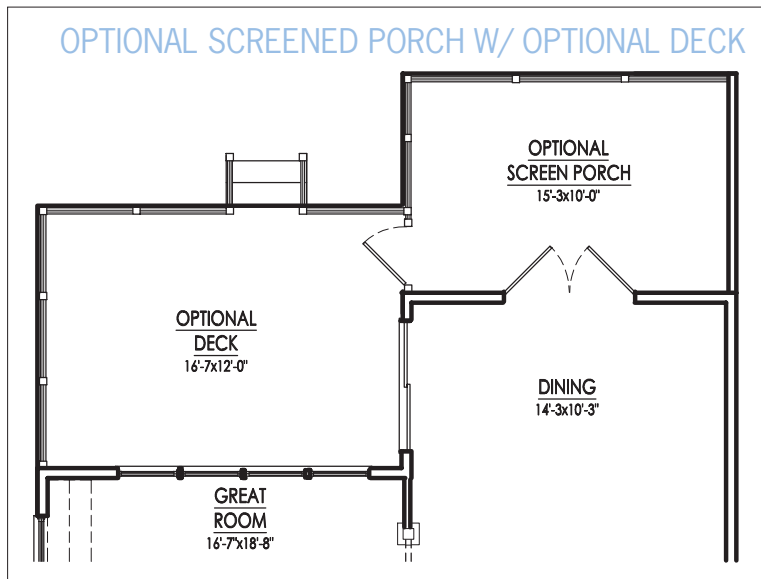 OPTIONAL SCREENED PORCH W/ OPTIONAL DECK
OPTIONAL
SCREEN PORCH
15'-3x10'-0"
OPTIONAL
DECK
16'-7x12'-0"
DINING
14'-3x10'-3"
GREAT
ROOM
16'-7"x18'-8"